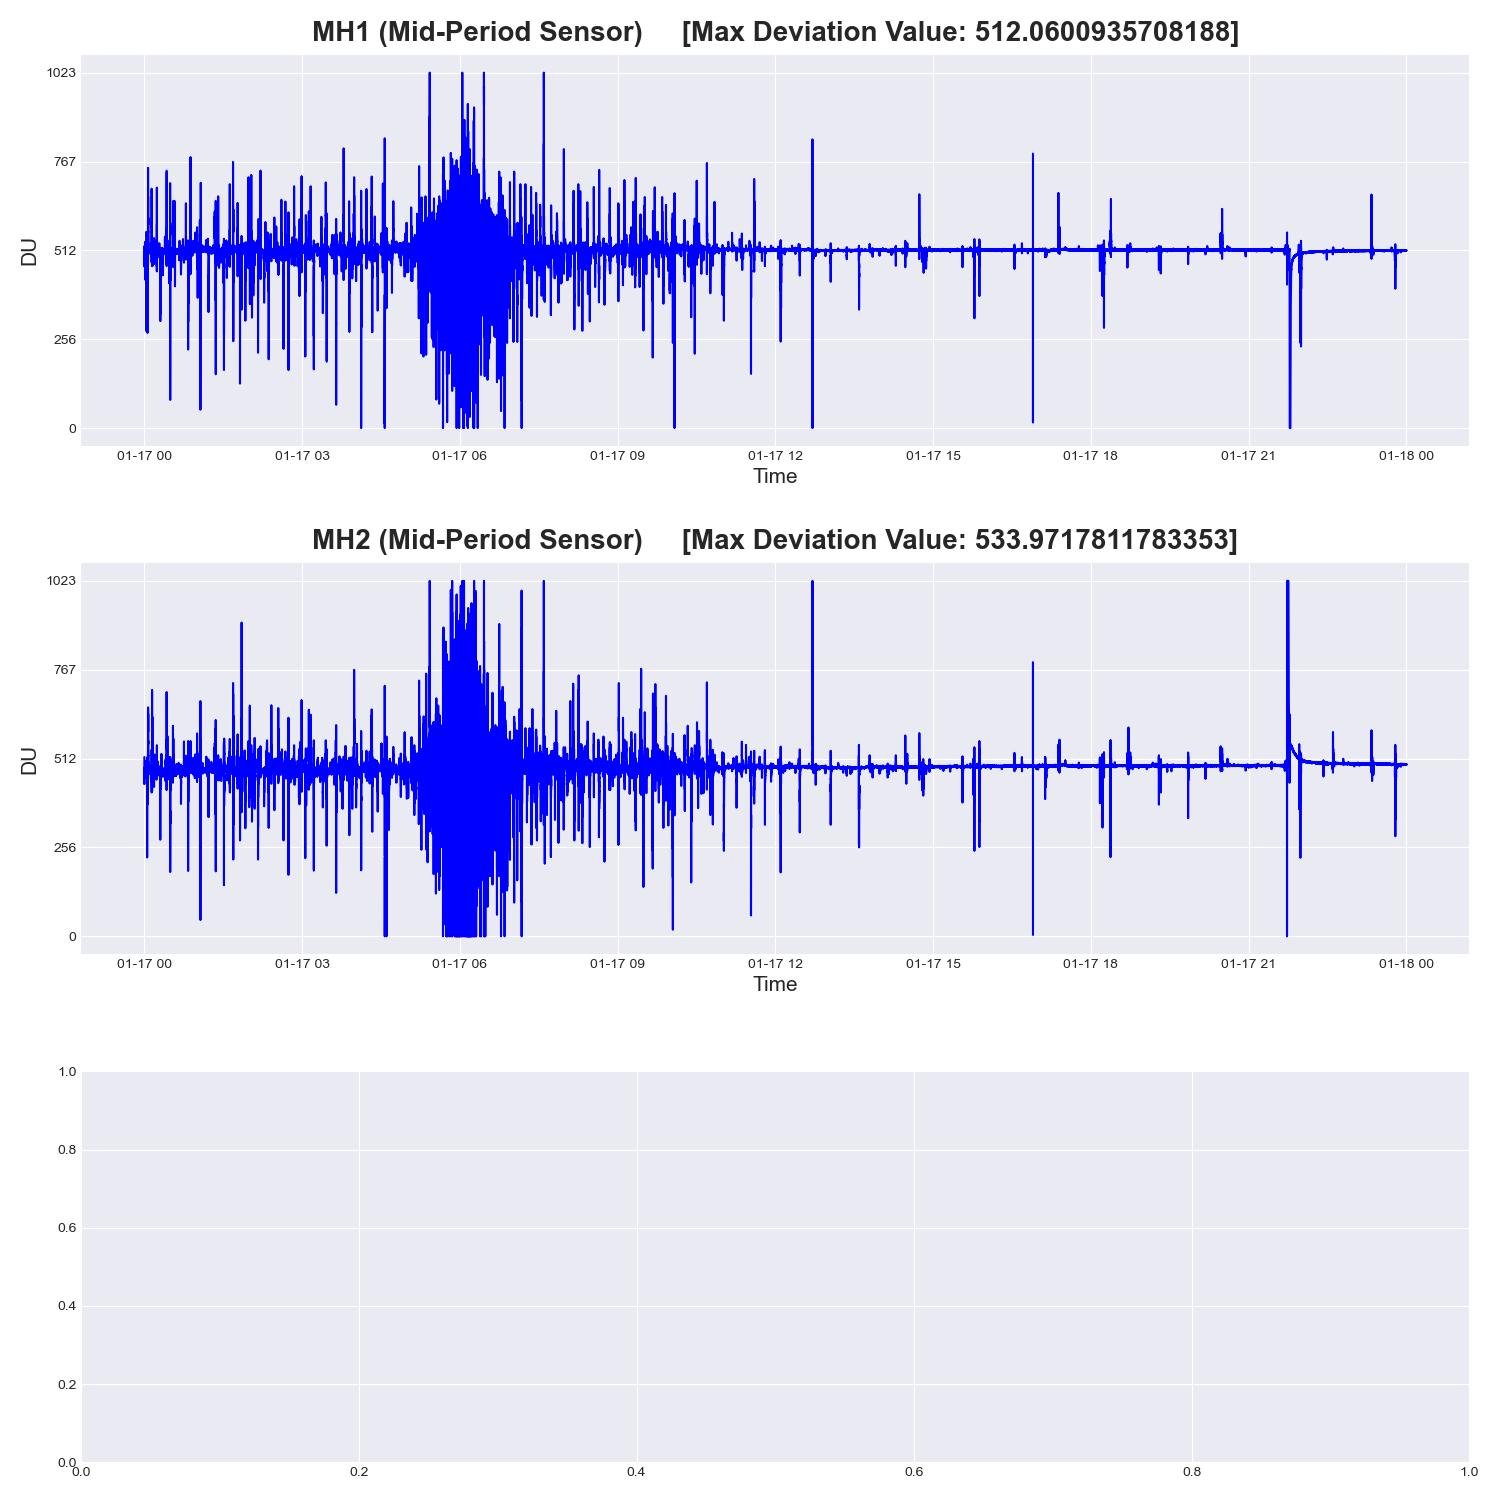 MH1 (Mid-Period Sensor) [Max Deviation Value: 512.0600935708188]
1023
767
512
256
0
DU
01-17 00 01-17 03 01-17 06 01-17 09 01-17 12 01-17 15 01-17 18 01-17 21 01-18 00
Time
MH2 (Mid-Period Sensor) [Max Deviation Value: 533.9717811783353]
1023
767
512
256
0
DU
01-17 00 01-17 03 01-17 06 01-17 09 01-17 12 01-17 15 01-17 18 01-17 21 01-18 00
Time
1.0
0.8
0.6
0.4
0.2
0.0
0.0 0.2 0.4 0.6 0.8 1.0